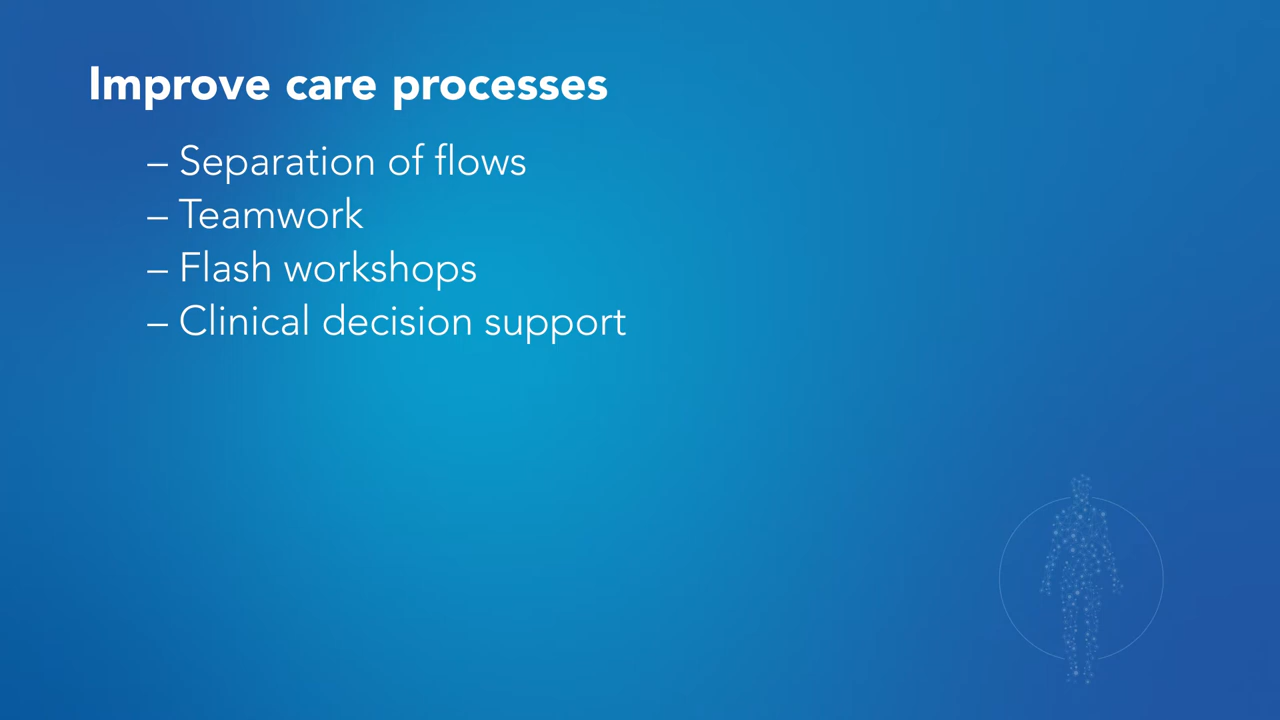 Improve care processes
– Separation of flows
– Teamwork
– Flash workshops
– Clinical decision support